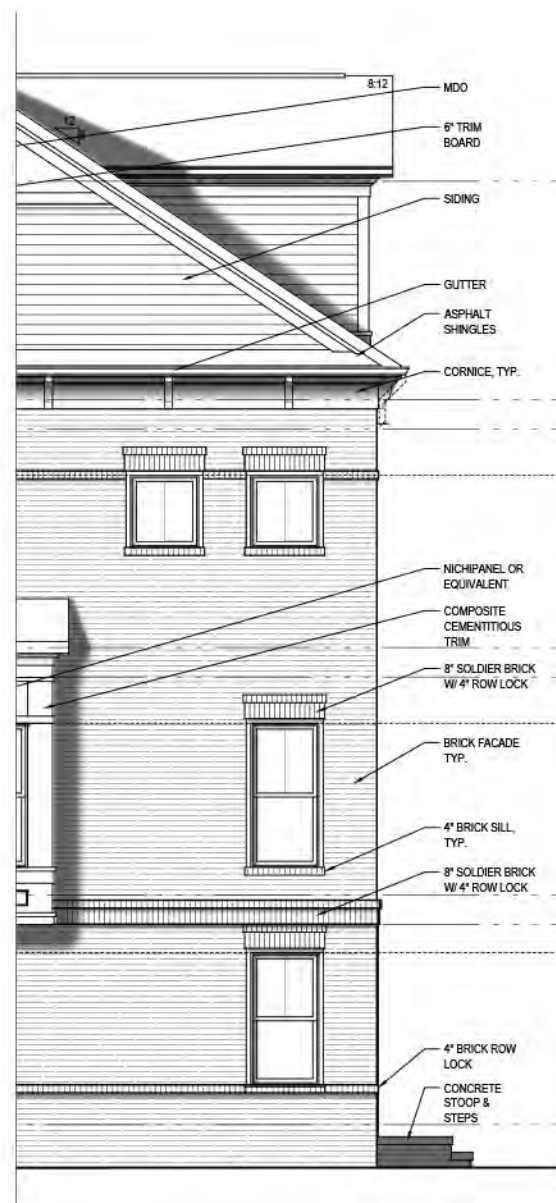 8:12
12
MDO
6" TRIM
BOARD
SIDING
GUTTER
ASPHALT
SHINGLES
CORNICE, TYP.
NICHIPANEL OR
EQUIVALENT
COMPOSITE
CEMENTITIOUS
TRIM
8" SOLDIER BRICK
W/ 4" ROW LOCK
BRICK FACADE
TYP.
4" BRICK SILL,
TYP.
8" SOLDIER BRICK
W/ 4" ROW LOCK
4" BRICK ROW
LOCK
CONCRETE
STOOP &
STEPS